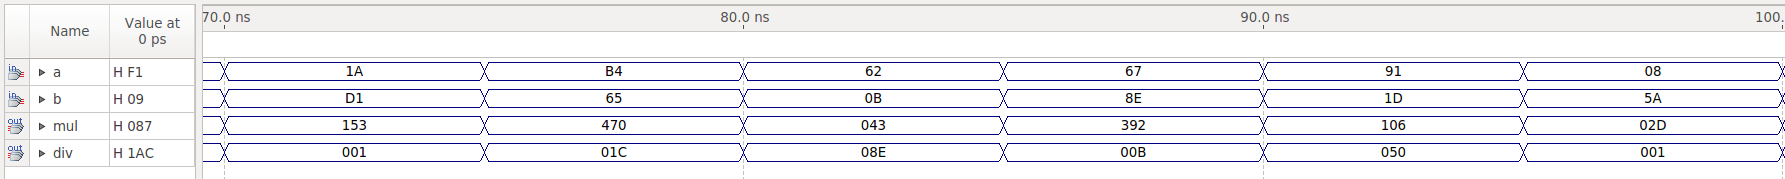 Name Value at 0 ps 70.0 ns 80.0 ns 90.0 ns 100.
a H F1 1A B4 62 67 91 08
b H 09 D1 65 0B 8E 1D 5A
mul H 087 153 470 043 392 106 02D
div H 1AC 001 01C 08E 00B 050 001